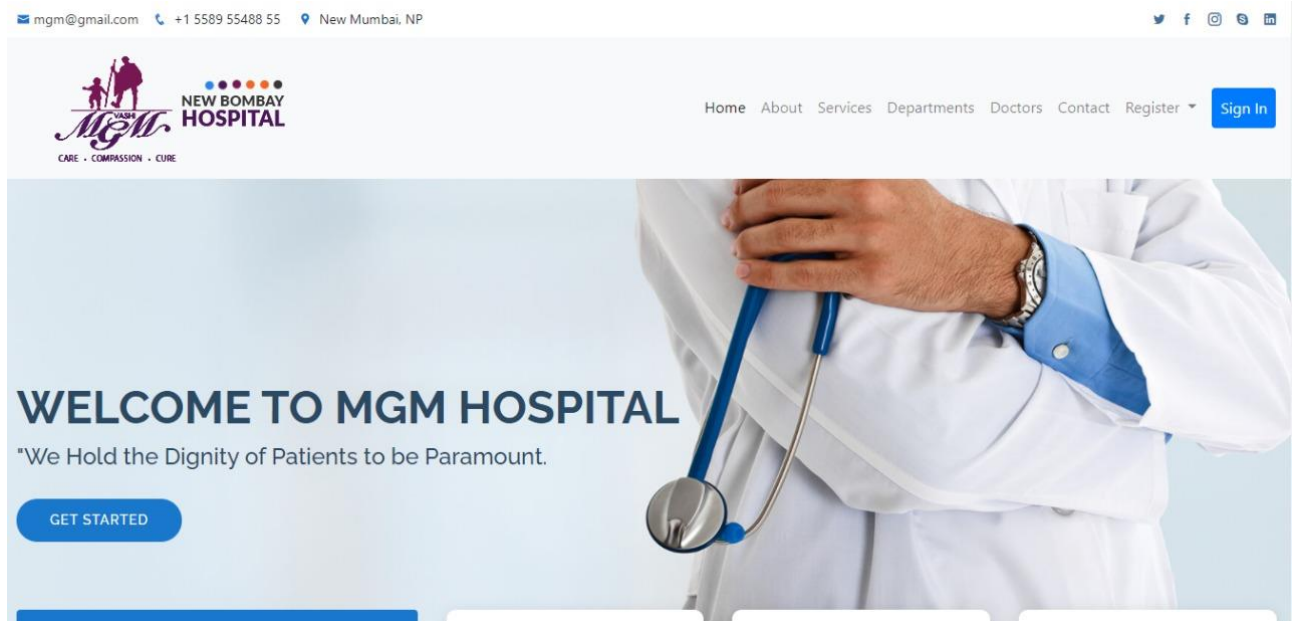 mgm@gmail.com +1 5589 55488 55 New Mumbai, NP
VASHI
MGM
NEW BOMBAY
HOSPITAL
CARE . COMPASSION . CURE
Home About Services Departments Doctors Contact Register Sign In
WELCOME TO MGM HOSPITAL
"We Hold the Dignity of Patients to be Paramount.
GET STARTED